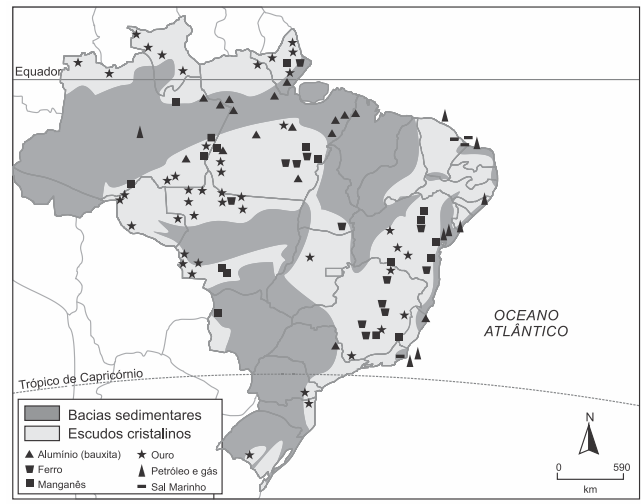 Equador
OCEANO
ATLÂNTICO
Trópico de Capricórnio
Bacias sedimentares
Escudos cristalinos
Alumínio (bauxita)
Ouro
Ferro
Petróleo e gás
Manganês
Sal Marinho
N
0 590
km